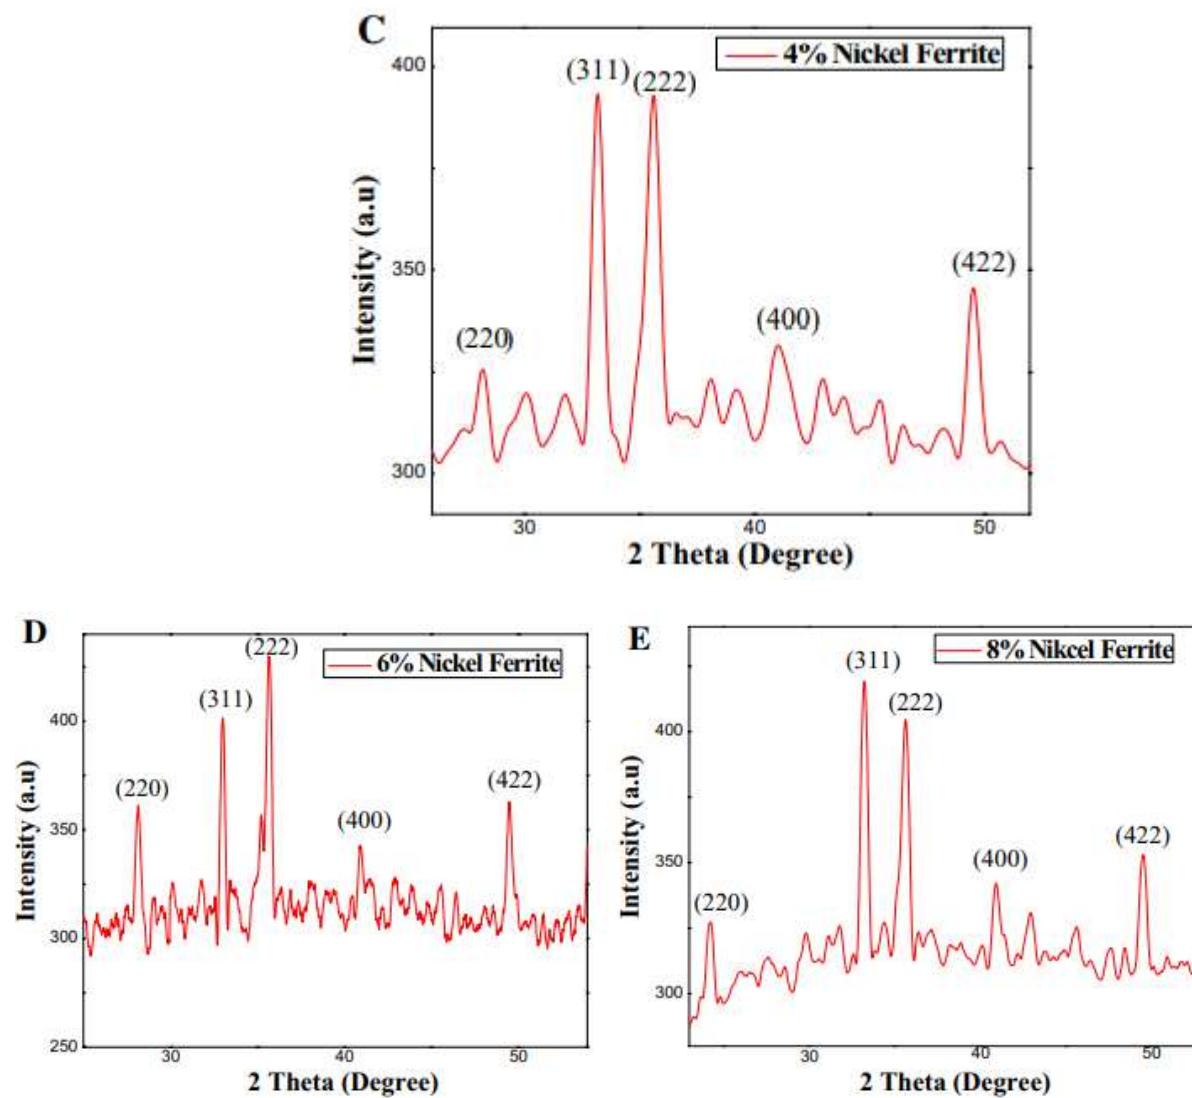 C
4% Nickel Ferrite
400
(311)
(222)
350
(422)
(220)
(400)
300
Intensity (a.u)
30
40
50
2 Theta (Degree)
D
6% Nickel Ferrite
(222)
(311)
400
(220)
(422)
350
(400)
300
250
Intensity (a.u)
30
40
50
2 Theta (Degree)
E
8% Nikcel Ferrite
(311)
(222)
400
(422)
(400)
350
(220)
300
Intensity (a.u)
30
40
50
2 Theta (Degree)